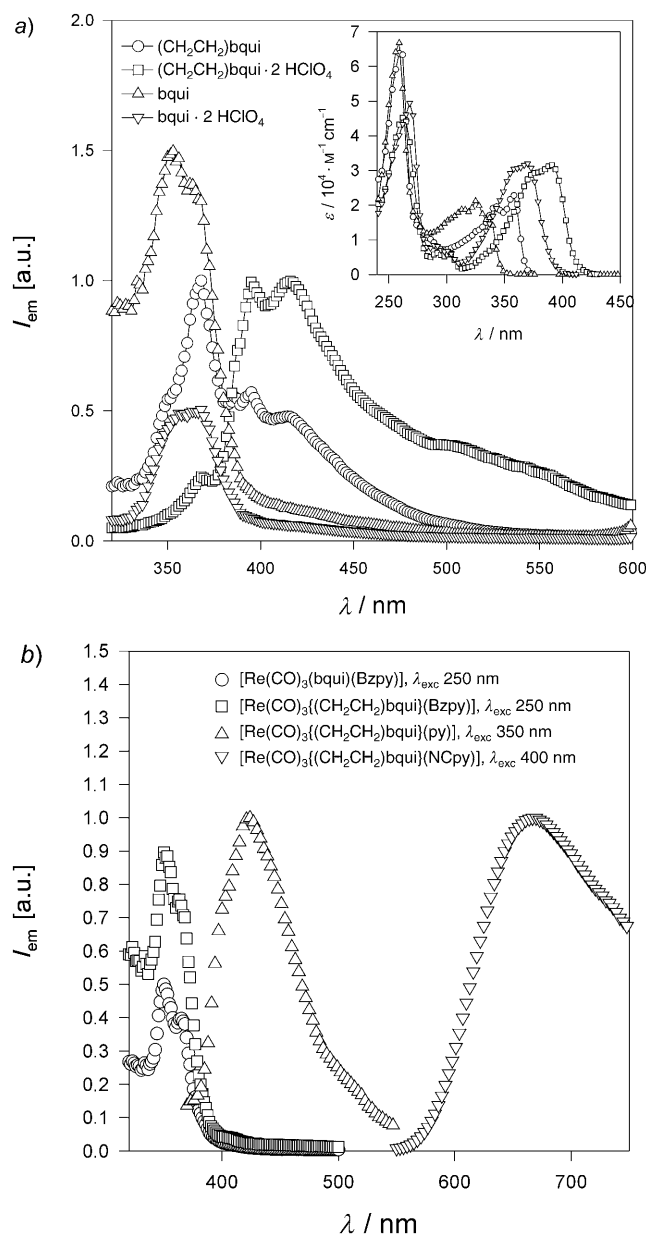 a)
2.0
1.5
1.0
0.5
0.0
I em [a.u.]
(CH₂CH₂)bqui
(CH₂CH₂)bqui · 2 HClO₄
bqui
bqui · 2 HClO₄
7
6
5
4
3
2
1
0
ε / 10⁴ · M⁻¹ cm⁻¹
250 300 350 400 450
λ / nm
350 400 450 500 550 600
λ / nm
b)
1.5
1.4
1.3
1.2
1.1
1.0
0.9
0.8
0.7
0.6
0.5
0.4
0.3
0.2
0.1
0.0
I em [a.u.]
[Re(CO)₃(bqui)(Bzpy)], λexc 250 nm
[Re(CO)₃{(CH₂CH₂)bqui}(Bzpy)], λexc 250 nm
[Re(CO)₃{(CH₂CH₂)bqui}(py)], λexc 350 nm
[Re(CO)₃{(CH₂CH₂)bqui}(NCpy)], λexc 400 nm
400 500 600 700
λ / nm